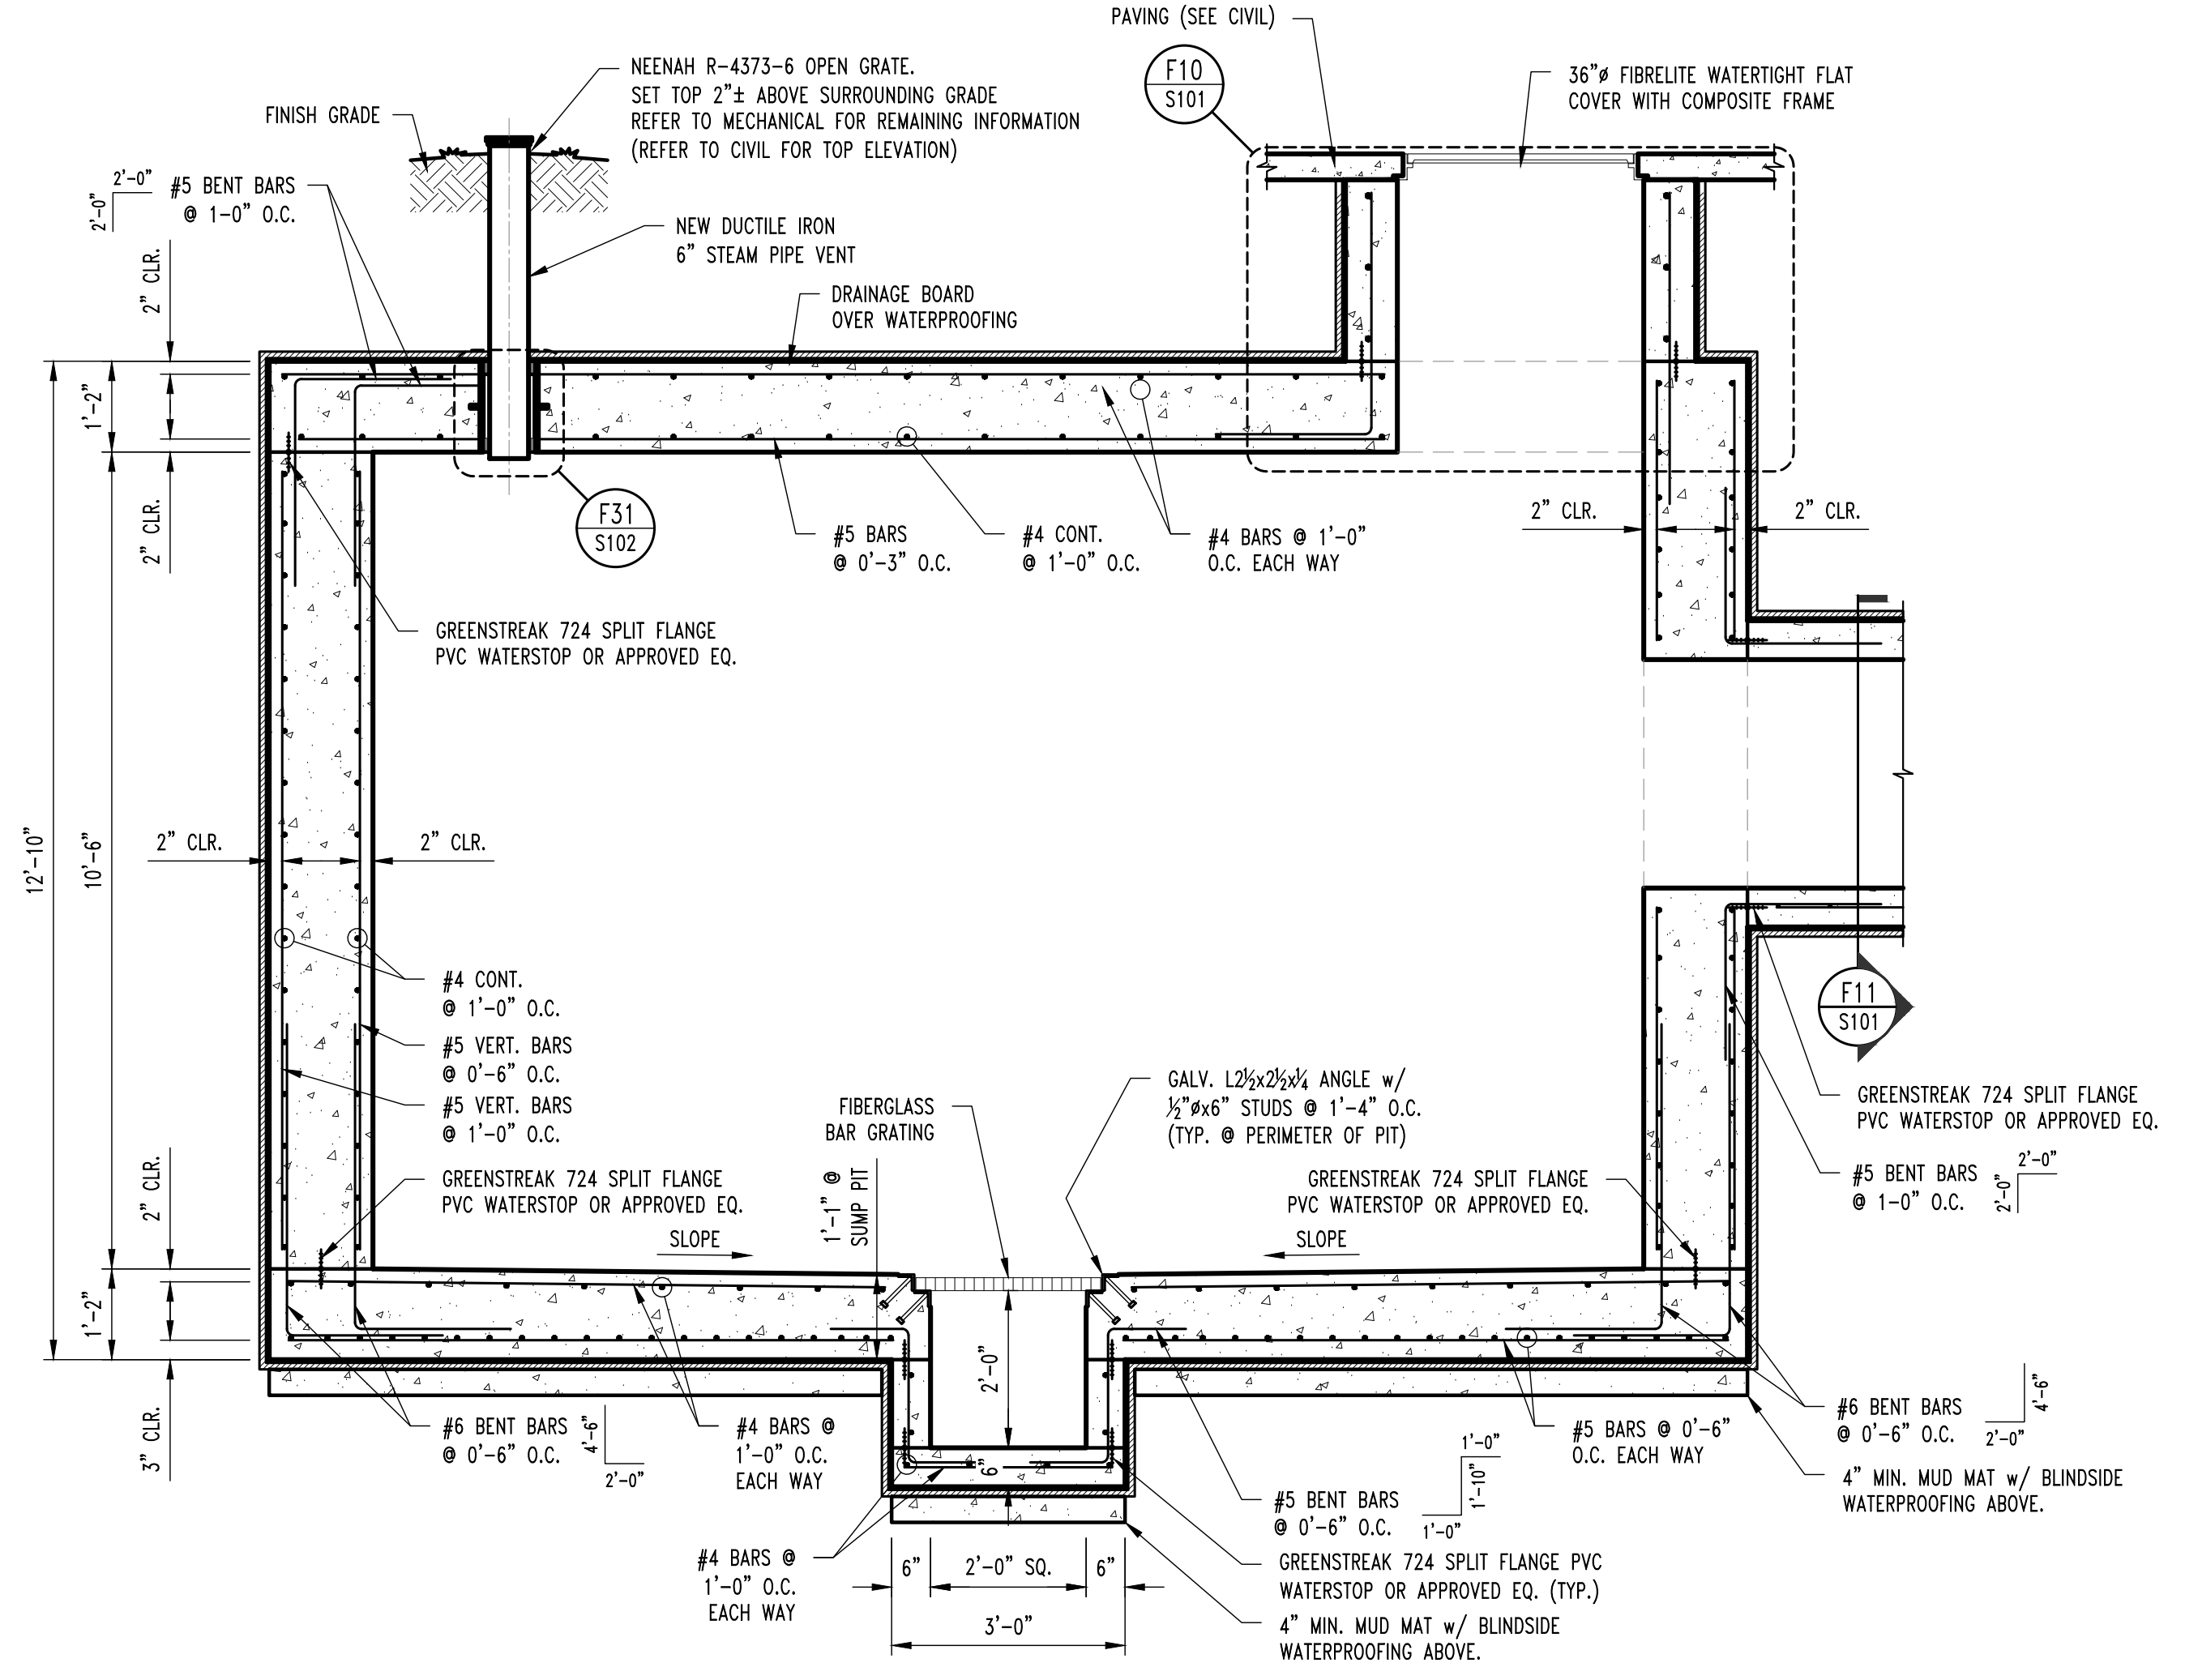 PAVING (SEE CIVIL)
F10
S101
NEENAH R-4373-6 OPEN GRATE.
SET TOP 2”± ABOVE SURROUNDING GRADE
REFER TO MECHANICAL FOR REMAINING INFORMATION
(REFER TO CIVIL FOR TOP ELEVATION)
36”ø FIBRELITE WATERTIGHT FLAT
COVER WITH COMPOSITE FRAME
FINISH GRADE
2’-0”
2’-0”
#5 BENT BARS
@ 1-0” O.C.
NEW DUCTILE IRON
6” STEAM PIPE VENT
2” CLR.
DRAINAGE BOARD
OVER WATERPROOFING
1’-2”
2” CLR.
F31
S102
#5 BARS
@ 0’-3” O.C.
#4 CONT.
@ 1’-0” O.C.
#4 BARS @ 1’-0”
O.C. EACH WAY
2” CLR.
2” CLR.
GREENSTREAK 724 SPLIT FLANGE
PVC WATERSTOP OR APPROVED EQ.
12’-10”
10’-6”
2” CLR.
2” CLR.
#4 CONT.
@ 1’-0” O.C.
#5 VERT. BARS
@ 0’-6” O.C.
#5 VERT. BARS
@ 1’-0” O.C.
F11
S101
FIBERGLASS
BAR GRATING
GALV. L2½x2½x¼ ANGLE w/
½”øx6” STUDS @ 1’-4” O.C.
(TYP. @ PERIMETER OF PIT)
GREENSTREAK 724 SPLIT FLANGE
PVC WATERSTOP OR APPROVED EQ.
#5 BENT BARS
@ 1-0” O.C.
2’-0”
2’-0”
2” CLR.
GREENSTREAK 724 SPLIT FLANGE
PVC WATERSTOP OR APPROVED EQ.
1’-1” @
SUMP PIT
GREENSTREAK 724 SPLIT FLANGE
PVC WATERSTOP OR APPROVED EQ.
SLOPE
SLOPE
1’-2”
2’-0”
3” CLR.
#6 BENT BARS
@ 0’-6” O.C.
4’-6”
2’-0”
#4 BARS @
1’-0” O.C.
EACH WAY
6”
#5 BARS @ 0’-6”
O.C. EACH WAY
#6 BENT BARS
@ 0’-6” O.C.
4’-6”
2’-0”
4” MIN. MUD MAT w/ BLINDSIDE
WATERPROOFING ABOVE.
#5 BENT BARS
@ 0’-6” O.C.
1’-0”
1’-10”
1’-0”
#4 BARS @
1’-0” O.C.
EACH WAY
6”
2’-0” SQ.
6”
3’-0”
GREENSTREAK 724 SPLIT FLANGE PVC
WATERSTOP OR APPROVED EQ. (TYP.)
4” MIN. MUD MAT w/ BLINDSIDE
WATERPROOFING ABOVE.